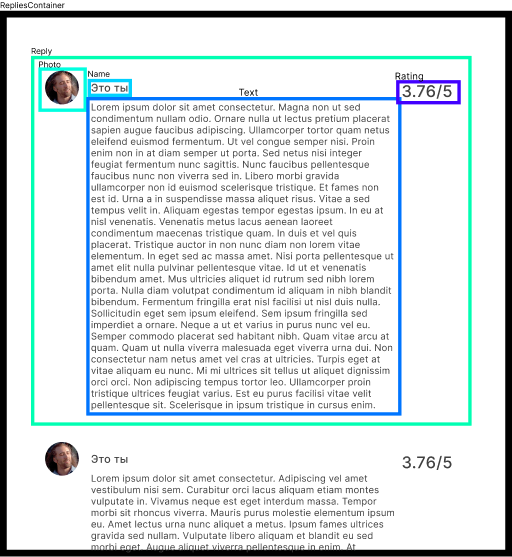 RepliesContainer
Reply
Photo
Name
Rating
Это ты
Text
3.76/5
Lorem ipsum dolor sit amet consectetur. Magna non ut sed
condimentum nullam odio. Ornare nulla ut lectus pretium placerat
sapien augue faucibus adipiscing. Ullamcorper tortor quam netus
eleifend euismod fermentum. Ut vel congue semper nisi. Proin
enim non in at diam semper ut porta. Sed netus nisi integer
feugiat fermentum nunc sagittis. Nunc faucibus pellentesque
faucibus nunc non viverra sed in. Libero morbi gravida
ullamcorper non id euismod scelerisque tristique. Et fames non
est id. Urna a in suspendisse massa aliquet risus. Vitae a sed
tempus velit in. Aliquam egestas tempor egestas ipsum. In eu at
nisl venenatis. Venenatis metus lacus aenean laoreet
condimentum maecenas tristique quam. In duis et vel quis
placerat. Tristique auctor in non nunc diam non lorem vitae
elementum. In eget sed ac massa amet. Nisi porta pellentesque ut
amet elit nulla pulvinar pellentesque vitae. Id ut et venenatis
bibendum amet. Mus ultricies aliquet id rutrum sed nibh lorem
porta. Nulla diam volutpat condimentum id aliquam in nibh blandit
bibendum. Fermentum fringilla erat nisl facilisi ut nisl duis nulla.
Sollicitudin eget sem ipsum eleifend. Sem ipsum fringilla sed
imperdiet a ornare. Neque a ut et varius in purus nunc vel eu.
Semper commodo placerat sed habitant nibh. Quam vitae arcu at
quam. Quam ut nulla viverra malesuada eget viverra urna dui. Non
consectetur nam netus amet vel cras at ultricies. Turpis eget at
vitae aliquam eu nunc. Mi mi ultrices sit tellus ut aliquet dignissim
orci orci. Non adipiscing tempus tortor leo. Ullamcorper proin
tristique ultrices feugiat varius. Est eu purus facilisi vitae velit
pellentesque sit. Scelerisque in ipsum tristique in cursus enim.
Это ты
3.76/5
Lorem ipsum dolor sit amet consectetur. Adipiscing vel amet
vestibulum nisi sem. Curabitur orci lacus aliquam etiam montes
vulputate in. Vivamus neque est eget interdum massa. Tempor
morbi sit rhoncus viverra. Mauris purus molestie elementum ipsum
eu. Amet lectus urna nunc aliquet a metus. Ipsum fames ultrices
gravida nullam. Vulputate libero aliquam et convallis. Enim sed eu
morbi eget. Augue aliquet viverra pellentesque in enim. At